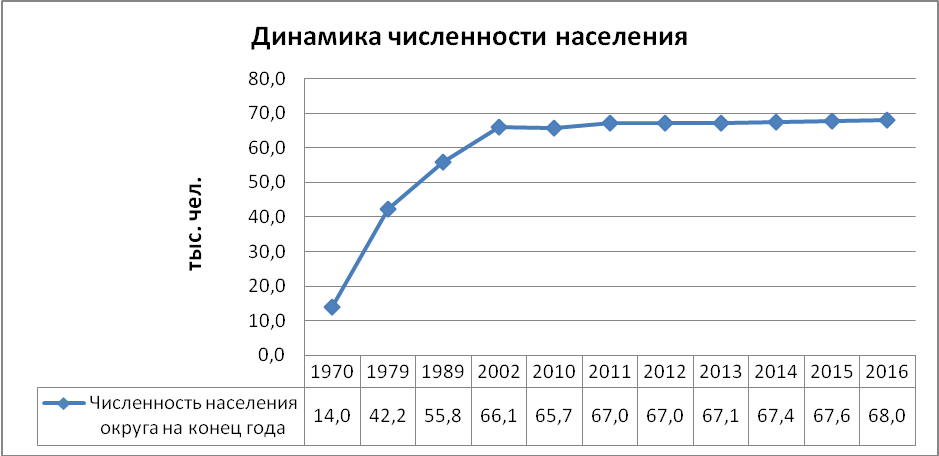 Динамика численности населения
тыс. чел.
80,0
70,0
60,0
50,0
40,0
30,0
20,0
10,0
0,0
1970 1979 1989 2002 2010 2011 2012 2013 2014 2015 2016
Численность населения
округа на конец года
14,0 42,2 55,8 66,1 65,7 67,0 67,0 67,1 67,4 67,6 68,0